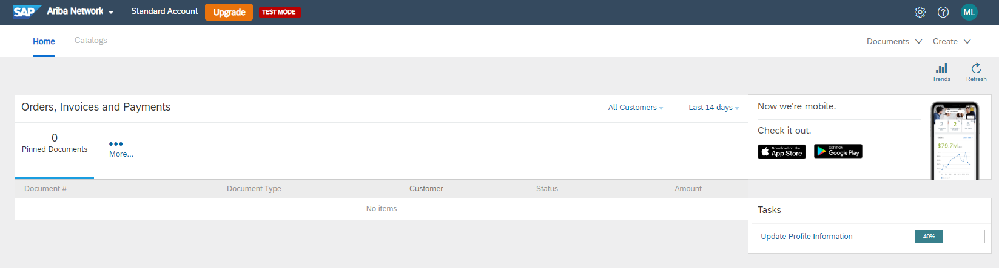 SAP Ariba Network Standard Account Upgrade TEST MODE ML
Home Catalogs Documents Create
Trends Refresh
Orders, Invoices and Payments All Customers Last 14 days
0
Pinned Documents
More...
Document # Document Type Customer Status Amount
No items
Now we're mobile.
Check it out.
Download on the
App Store
GET IT ON
Google Play
2 2 5
$79.7M
Tasks
Update Profile Information 40%